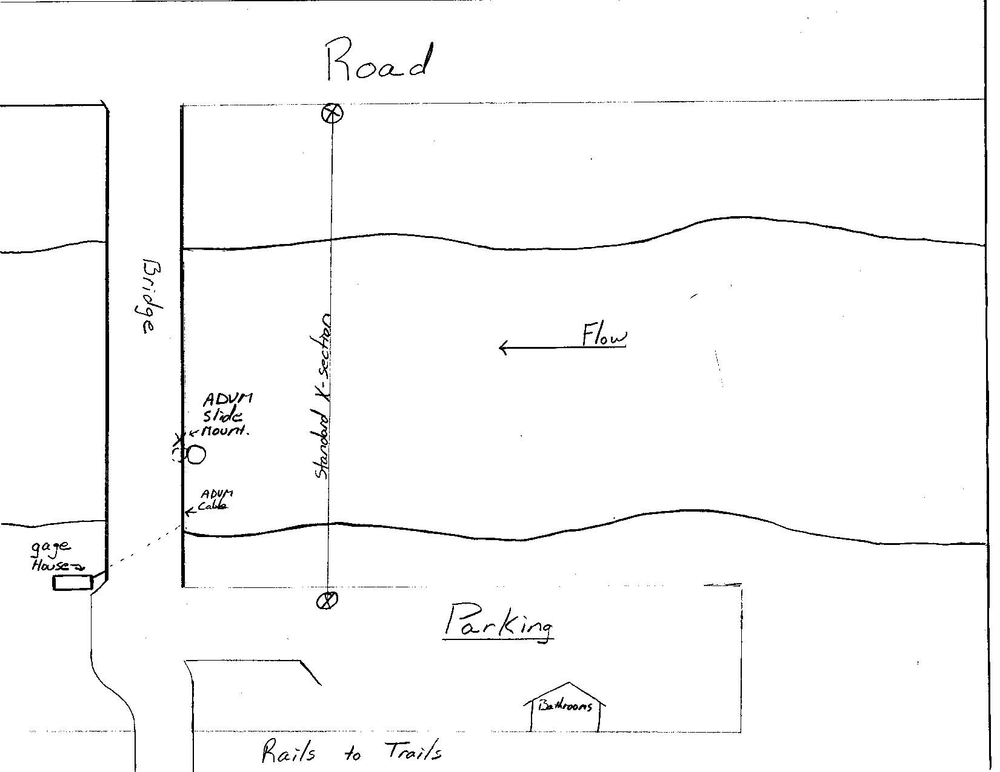 Road
Bridge
Flow
Standard X-section
ADVM
Slide
Mount.
ADVM
Cable
gage
House
Parking
Bathrooms
Rails to Trails